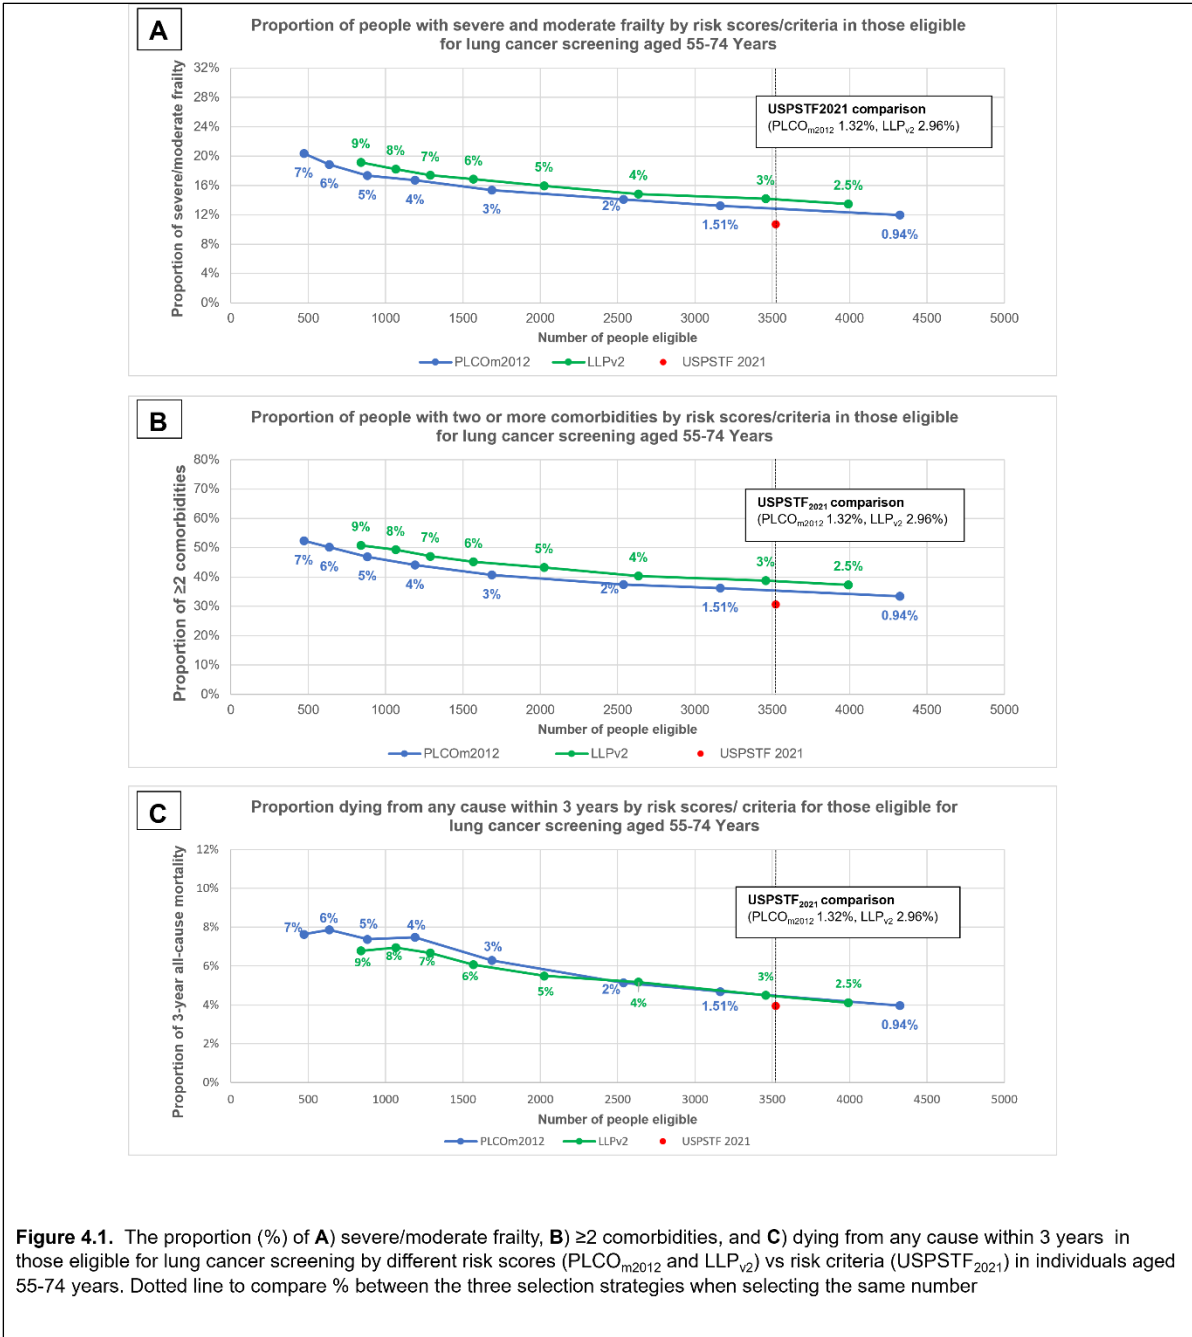 A
Proportion of people with severe and moderate frailty by risk scores/criteria in those eligible
for lung cancer screening aged 55-74 Years
Proportion of severe/moderate frailty
32%
28%
24%
20%
16%
12%
8%
4%
0%
USPSTF2021 comparison
(PLCOm2012 1.32%, LLPv2 2.96%)
9%
8%
7%
6%
5%
4%
3%
2.5%
7%
6%
5%
4%
3%
2%
1.51%
0.94%
0 500 1000 1500 2000 2500 3000 3500 4000 4500 5000
Number of people eligible
PLCOm2012 LLPv2 USPSTF 2021
B
Proportion of people with two or more comorbidities by risk scores/criteria in those eligible
for lung cancer screening aged 55-74 Years
Proportion of ≥2 comorbidities
80%
70%
60%
50%
40%
30%
20%
10%
0%
USPSTF2021 comparison
(PLCOm2012 1.32%, LLPv2 2.96%)
9%
8%
7%
6%
5%
4%
3%
2.5%
7%
6%
5%
4%
3%
2%
1.51%
0.94%
0 500 1000 1500 2000 2500 3000 3500 4000 4500 5000
Number of people eligible
PLCOm2012 LLPv2 USPSTF 2021
C
Proportion dying from any cause within 3 years by risk scores/ criteria for those eligible for
lung cancer screening aged 55-74 Years
Proportion of 3-year all-cause mortality
12%
10%
8%
6%
4%
2%
0%
USPSTF2021 comparison
(PLCOm2012 1.32%, LLPv2 2.96%)
7%
6%
5%
4%
3%
2%
1.51%
0.94%
9%
8%
7%
6%
5%
4%
3%
2.5%
0 500 1000 1500 2000 2500 3000 3500 4000 4500 5000
Number of people eligible
PLCOm2012 LLPv2 USPSTF 2021
Figure 4.1. The proportion (%) of A) severe/moderate frailty, B) ≥2 comorbidities, and C) dying from any cause within 3 years in
those eligible for lung cancer screening by different risk scores (PLCOm2012 and LLPv2) vs risk criteria (USPSTF2021) in individuals aged
55-74 years. Dotted line to compare % between the three selection strategies when selecting the same number